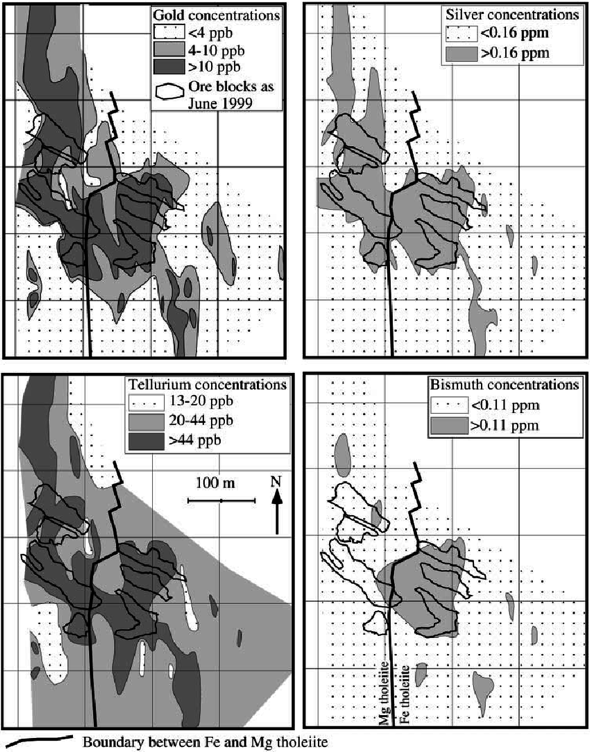 Gold concentrations
<4 ppb
4-10 ppb
>10 ppb
Ore blocks as
June 1999
Silver concentrations
<0.16 ppm
>0.16 ppm
Tellurium concentrations
13-20 ppb
20-44 ppb
>44 ppb
100 m
N
Bismuth concentrations
<0.11 ppm
>0.11 ppm
Mg tholeiite
Fe tholeiite
Boundary between Fe and Mg tholeiite